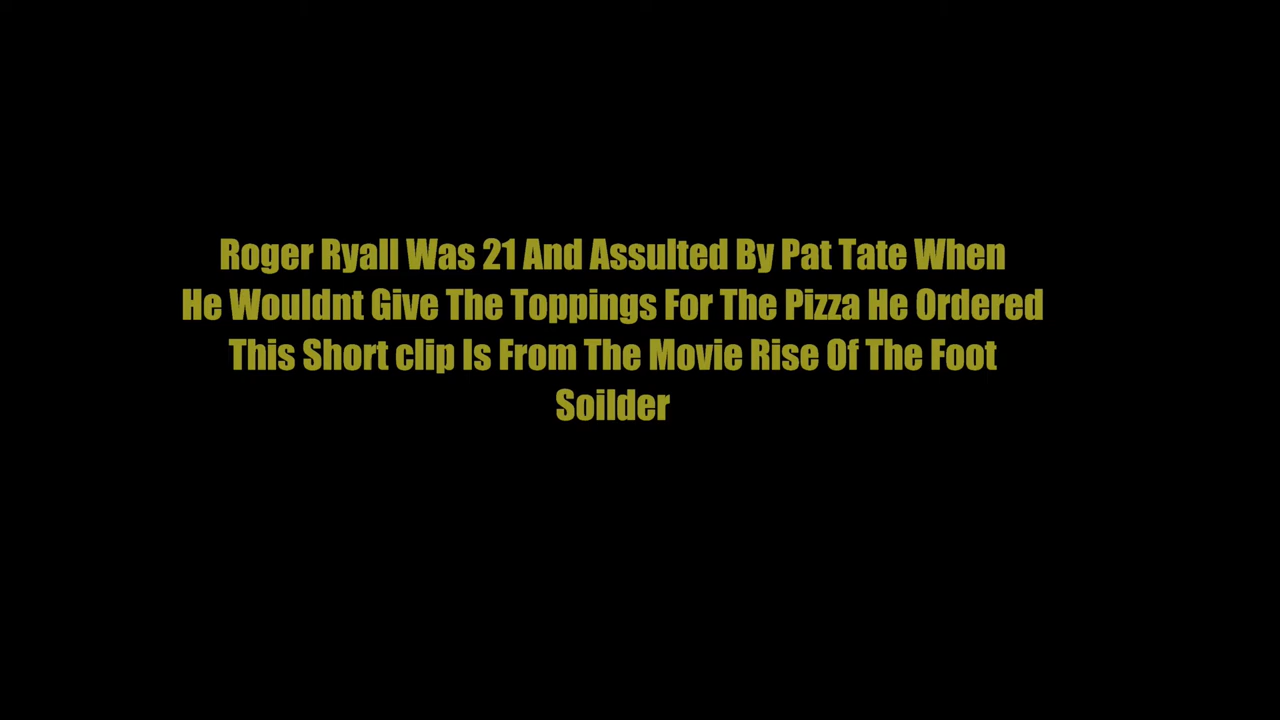 Roger Ryall Was 21 And Assulted By Pat Tate When
He Wouldnt Give The Toppings For The Pizza He Ordered
This Short clip Is From The Movie Rise Of The Foot
Soilder